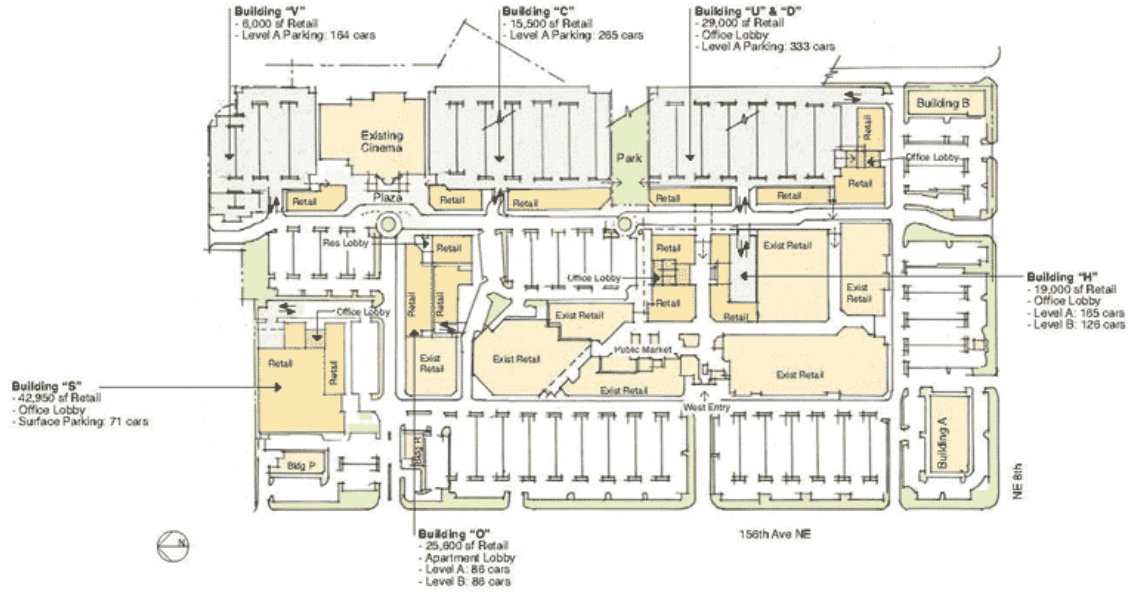 Building "V"
- 6,000 sf Retail
- Level A Parking: 164 cars
Building "C"
- 15,500 sf Retail
- Level A Parking: 265 cars
Building "U" & "D"
- 29,000 sf Retail
- Office Lobby
- Level A Parking: 333 cars
Building B
Existing
Cinema
Retail
Park
Office Lobby
Retail
Plaza
Retail
Retail
Retail
Retail
Retail
Res Lobby
Retail
Retail
Exist Retail
Office Lobby
Retail
Retail
Exist
Retail
Retail
Retail
Building "H"
- 19,000 sf Retail
- Office Lobby
- Level A: 165 cars
- Level B: 126 cars
Office Lobby
Exist Retail
Public Market
Retail
Retail
Exist
Retail
Exist Retail
Exist Retail
Exist Retail
Building "S"
- 42,950 sf Retail
- Office Lobby
- Surface Parking: 71 cars
West Entry
Building A
Bldg P
Bldg R
NE 8th
N
Building "O"
- 25,600 sf Retail
- Apartment Lobby
- Level A: 86 cars
- Level B: 86 cars
156th Ave NE